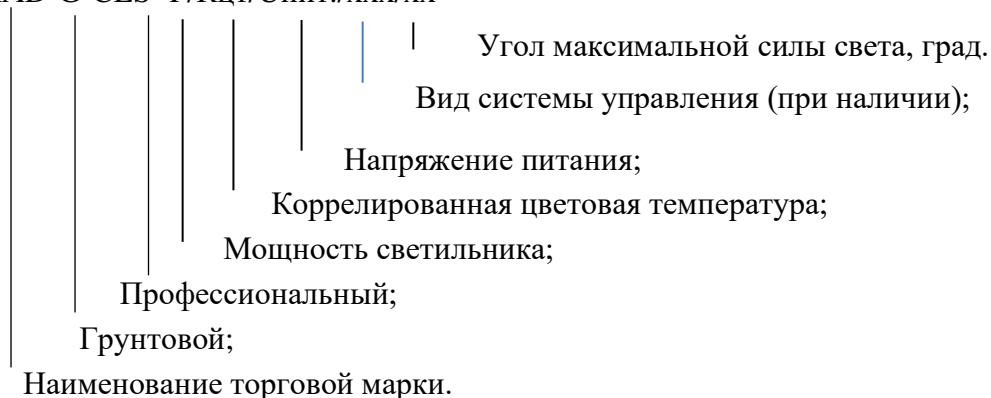 Угол максимальной силы света, град.
Вид системы управления (при наличии);
Напряжение питания;
Коррелированная цветовая температура;
Мощность светильника;
Профессиональный;
Грунтовой;
Наименование торговой марки.